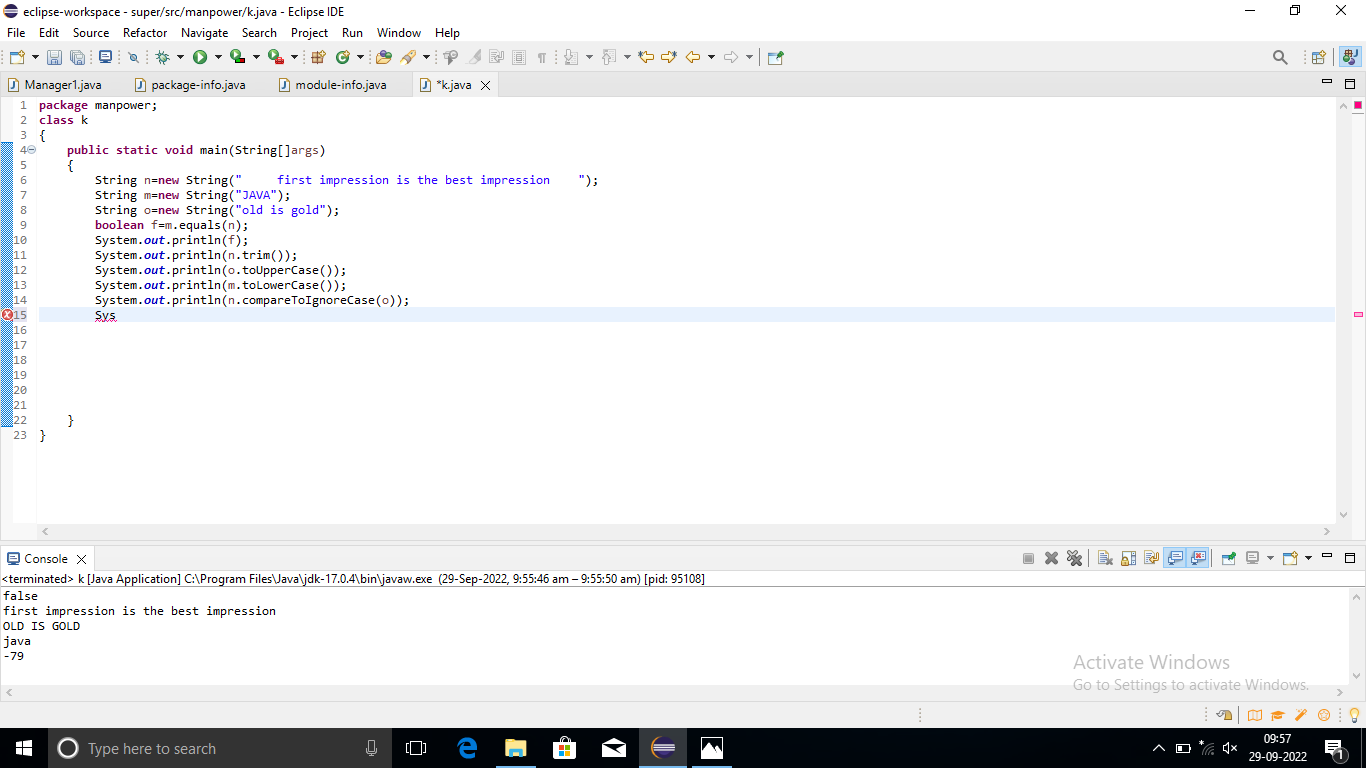 eclipse-workspace - super/src/manpower/k.java - Eclipse IDE
File Edit Source Refactor Navigate Search Project Run Window Help
Manager1.java package-info.java module-info.java *k.java
1 package manpower;
2 class k
3 {
4 public static void main(String[]args)
5 {
6 String n=new String("     first impression is the best impression    ");
7 String m=new String("JAVA");
8 String o=new String("old is gold");
9 boolean f=m.equals(n);
10 System.out.println(f);
11 System.out.println(n.trim());
12 System.out.println(o.toUpperCase());
13 System.out.println(m.toLowerCase());
14 System.out.println(n.compareToIgnoreCase(o));
15 Sys
16
17
18
19
20
21
22 }
23 }
Console
<terminated> k [Java Application] C:\Program Files\Java\jdk-17.0.4\bin\javaw.exe (29-Sep-2022, 9:55:46 am – 9:55:50 am) [pid: 95108]
false
first impression is the best impression
OLD IS GOLD
java
-79
Activate Windows
Go to Settings to activate Windows.
Type here to search
09:57
29-09-2022
1